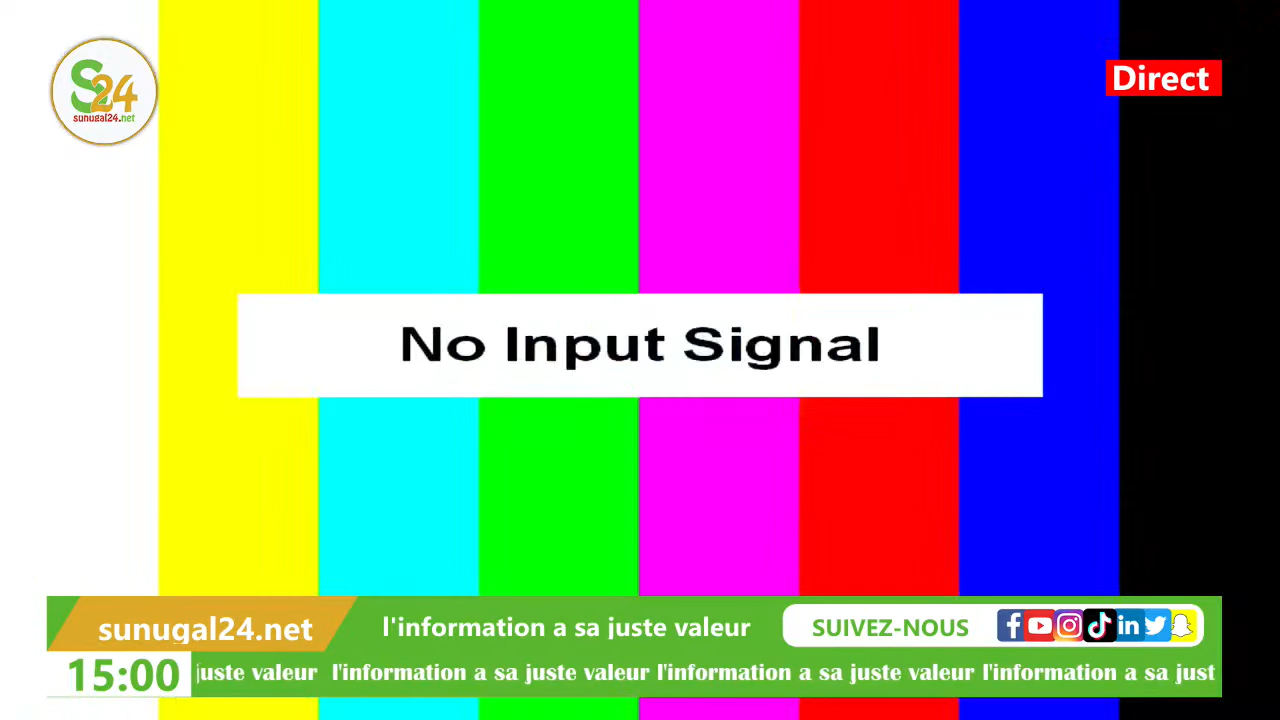 S24
sunugal24.net
Direct
No Input Signal
sunugal24.net
l'information a sa juste valeur
SUIVEZ-NOUS
15:00
juste valeur l'information a sa juste valeur l'information a sa juste valeur l'information a sa just